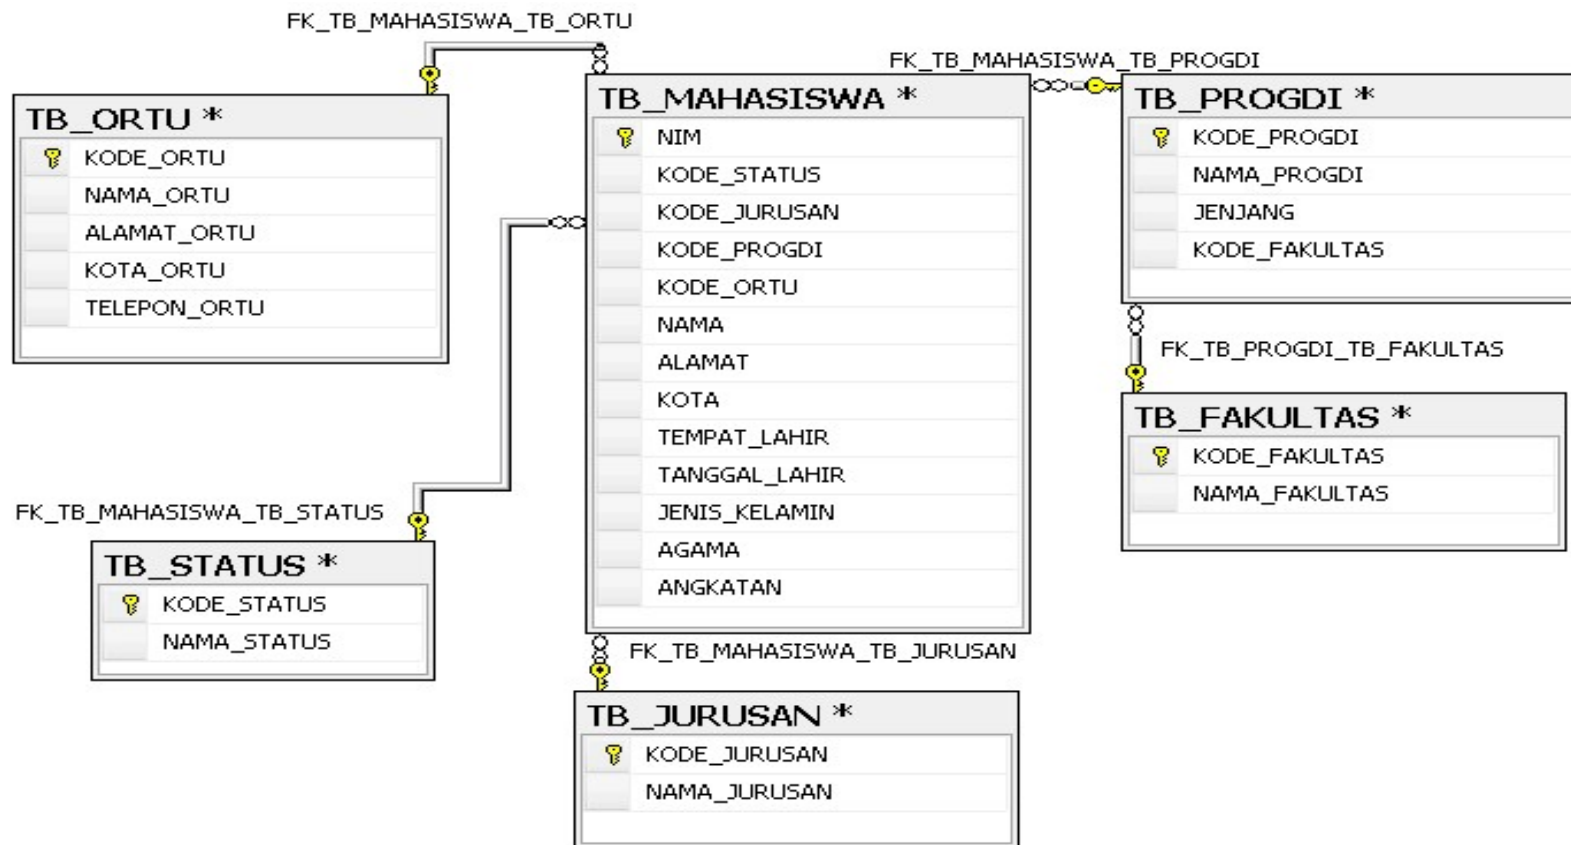 FK_TB_MAHASISWA_TB_ORTU
FK_TB_MAHASISWA_TB_PROGDI
TB_ORTU *
KODE_ORTU
NAMA_ORTU
ALAMAT_ORTU
KOTA_ORTU
TELEPON_ORTU
TB_MAHASISWA *
NIM
KODE_STATUS
KODE_JURUSAN
KODE_PROGDI
KODE_ORTU
NAMA
ALAMAT
KOTA
TEMPAT_LAHIR
TANGGAL_LAHIR
JENIS_KELAMIN
AGAMA
ANGKATAN
TB_PROGDI *
KODE_PROGDI
NAMA_PROGDI
JENJANG
KODE_FAKULTAS
FK_TB_PROGDI_TB_FAKULTAS
TB_FAKULTAS *
KODE_FAKULTAS
NAMA_FAKULTAS
FK_TB_MAHASISWA_TB_STATUS
TB_STATUS *
KODE_STATUS
NAMA_STATUS
FK_TB_MAHASISWA_TB_JURUSAN
TB_JURUSAN *
KODE_JURUSAN
NAMA_JURUSAN